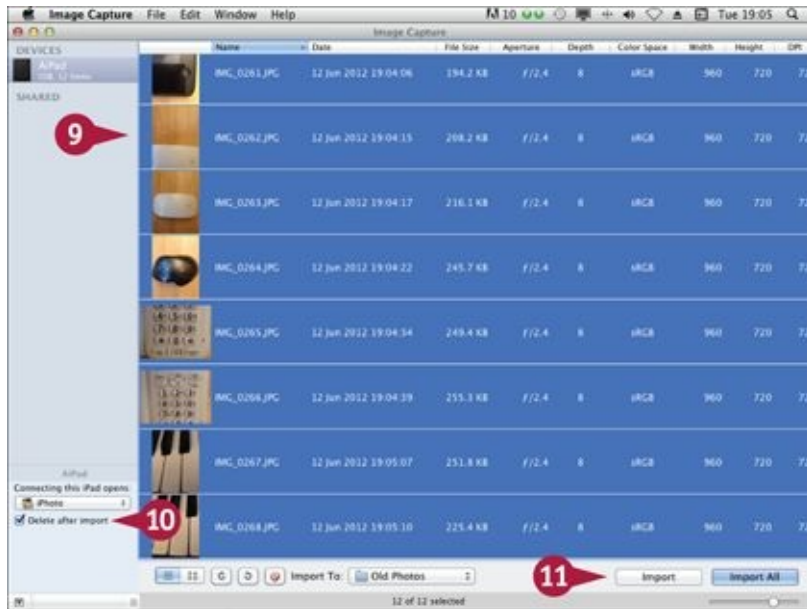 Image Capture File Edit Window Help 10 Tue 19:05
Image Capture
DEVICES
AiPad
USB, 12 items
SHARED
Name Date File Size Aperture Depth Color Space Width Height DPI
IMG_0261.JPG 12 Jun 2012 19:04:06 194.2 KB ƒ/2.4 8 sRGB 960 720
IMG_0262.JPG 12 Jun 2012 19:04:15 208.2 KB ƒ/2.4 8 sRGB 960 720
9
IMG_0263.JPG 12 Jun 2012 19:04:17 216.1 KB ƒ/2.4 8 sRGB 960 720
IMG_0264.JPG 12 Jun 2012 19:04:22 245.7 KB ƒ/2.4 8 sRGB 960 720
IMG_0265.JPG 12 Jun 2012 19:04:34 249.4 KB ƒ/2.4 8 sRGB 960 720
IMG_0266.JPG 12 Jun 2012 19:04:39 255.3 KB ƒ/2.4 8 sRGB 960 720
IMG_0267.JPG 12 Jun 2012 19:05:07 251.8 KB ƒ/2.4 8 sRGB 960 720
IMG_0268.JPG 12 Jun 2012 19:05:10 225.4 KB ƒ/2.4 8 sRGB 960 720
AiPad
Connecting this iPad opens:
iPhoto
Delete after import
10
Import To: Old Photos
11
Import
Import All
12 of 12 selected